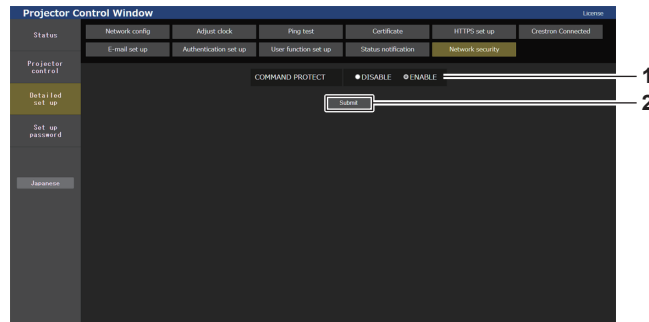 Projector Control Window
License
Status
Network config
Adjust clock
Ping test
Certificate
HTTPS set up
Crestron Connected
E-mail set up
Authentication set up
User function set up
Status notification
Network security
Projector
control
Detailed
set up
Set up
password
Japanese
COMMAND PROTECT
DISABLE
ENABLE
1
Submit
2